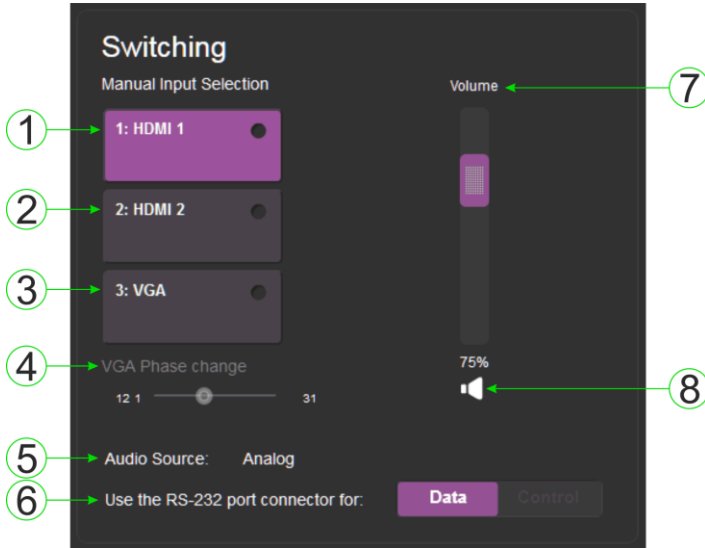 Switching
Manual Input Selection
Volume
7
1
1: HDMI 1
2
2: HDMI 2
3
3: VGA
4
VGA Phase change
75%
12 1 31
8
5
Audio Source: Analog
6
Use the RS-232 port connector for: Data Control